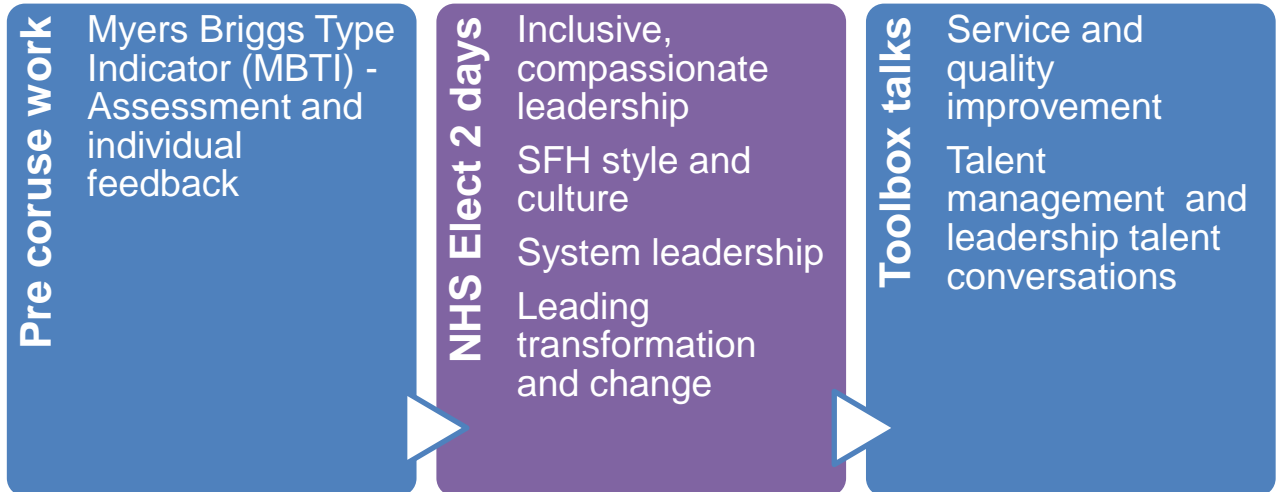 Pre coruse work
Myers Briggs Type
Indicator (MBTI) -
Assessment and
individual
feedback
NHS Elect 2 days
Inclusive,
compassionate
leadership
SFH style and
culture
System leadership
Leading
transformation
and change
Toolbox talks
Service and
quality
improvement
Talent
management and
leadership talent
conversations